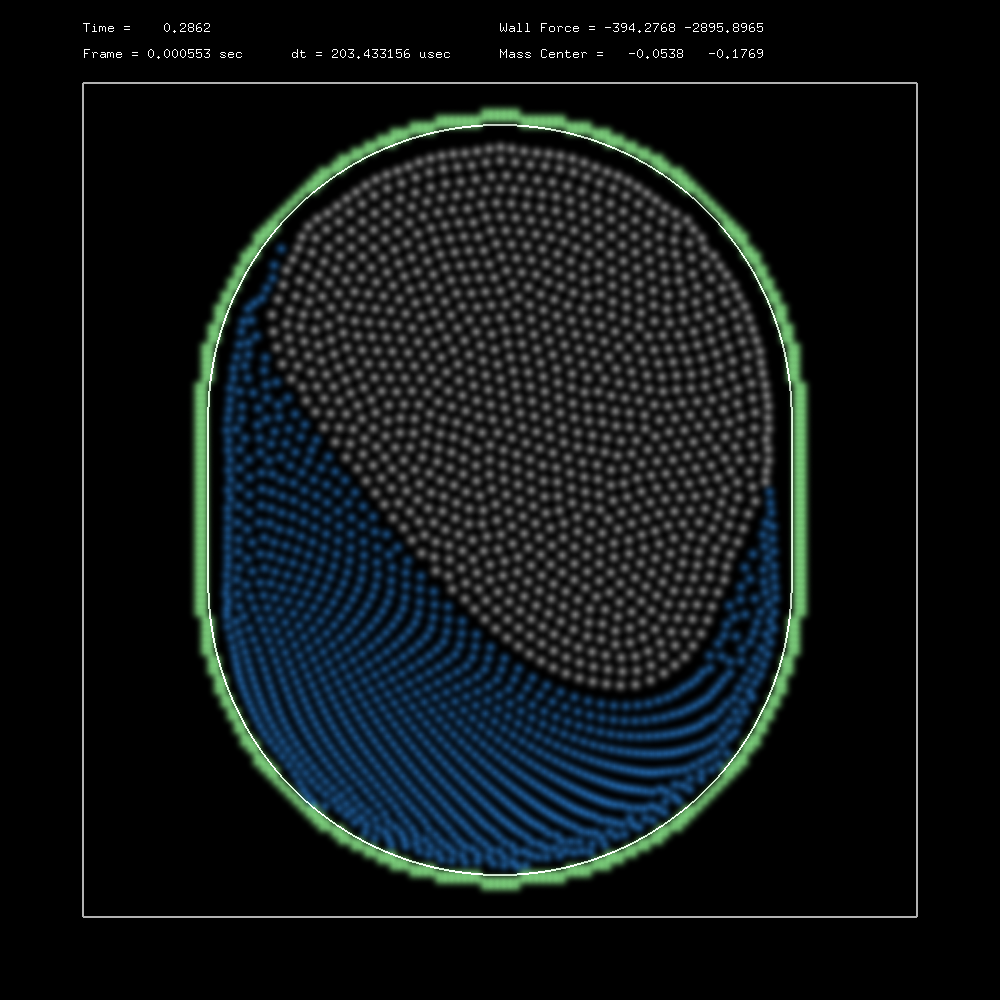 Time = 0.2862 Wall Force = -394.2768 -2895.8965
Frame = 0.000553 sec dt = 203.433156 usec Mass Center = -0.0538 -0.1769